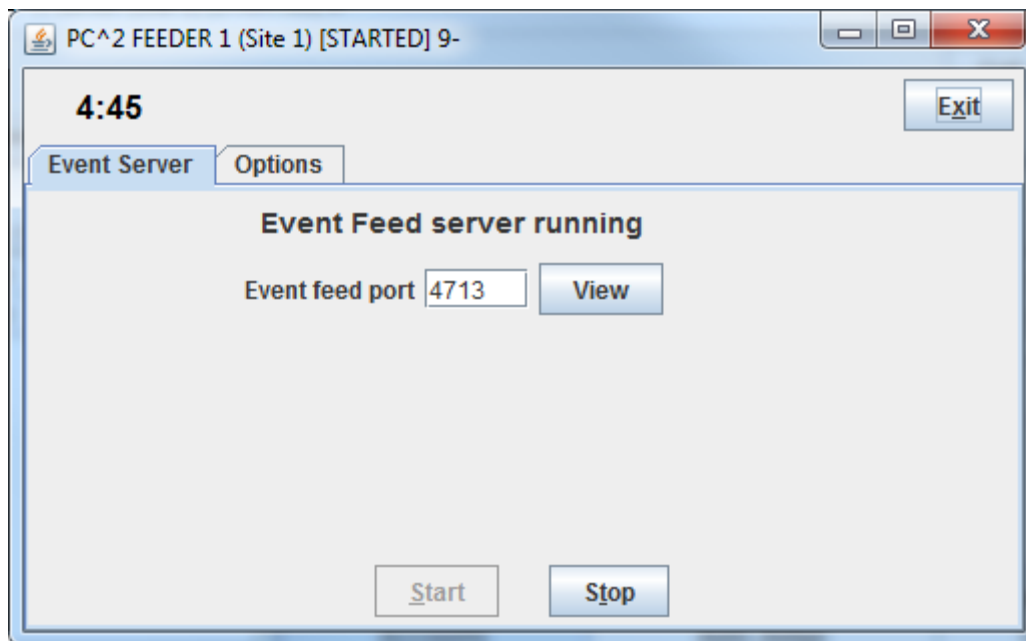 PC^2 FEEDER 1 (Site 1) [STARTED] 9-
4:45
Exit
Event Server Options
Event Feed server running
Event feed port 4713 View
Start Stop